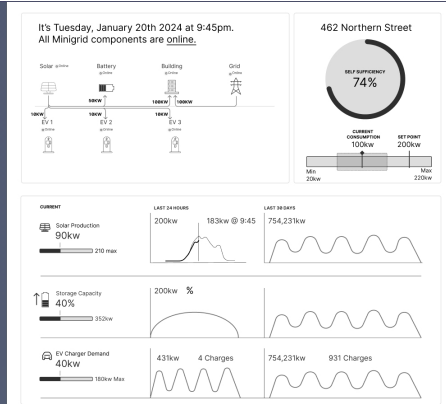 It's Tuesday, January 20th 2024 at 9:45pm.
All Minigrid components are online.
Solar Online
Battery
Online
Building
Online
Grid
Online
50KW
100KW
100KW
10KW
10KW
10KW
EV 1
Online
EV 2
Online
EV 3
Online
462 Northern Street
SELF SUFFICIENCY
74%
CURRENT
CONSUMPTION
100kw
SET POINT
200kw
Min
20kw
Max
220kw
CURRENT
LAST 24 HOURS
LAST 30 DAYS
Solar Production
90kw
210 max
200kw
183kw @ 9:45
754,231kw
Storage Capacity
40%
352kw
200kw %
EV Charger Demand
40kw
180kw Max
431kw 4 Charges
754,231kw 931 Charges